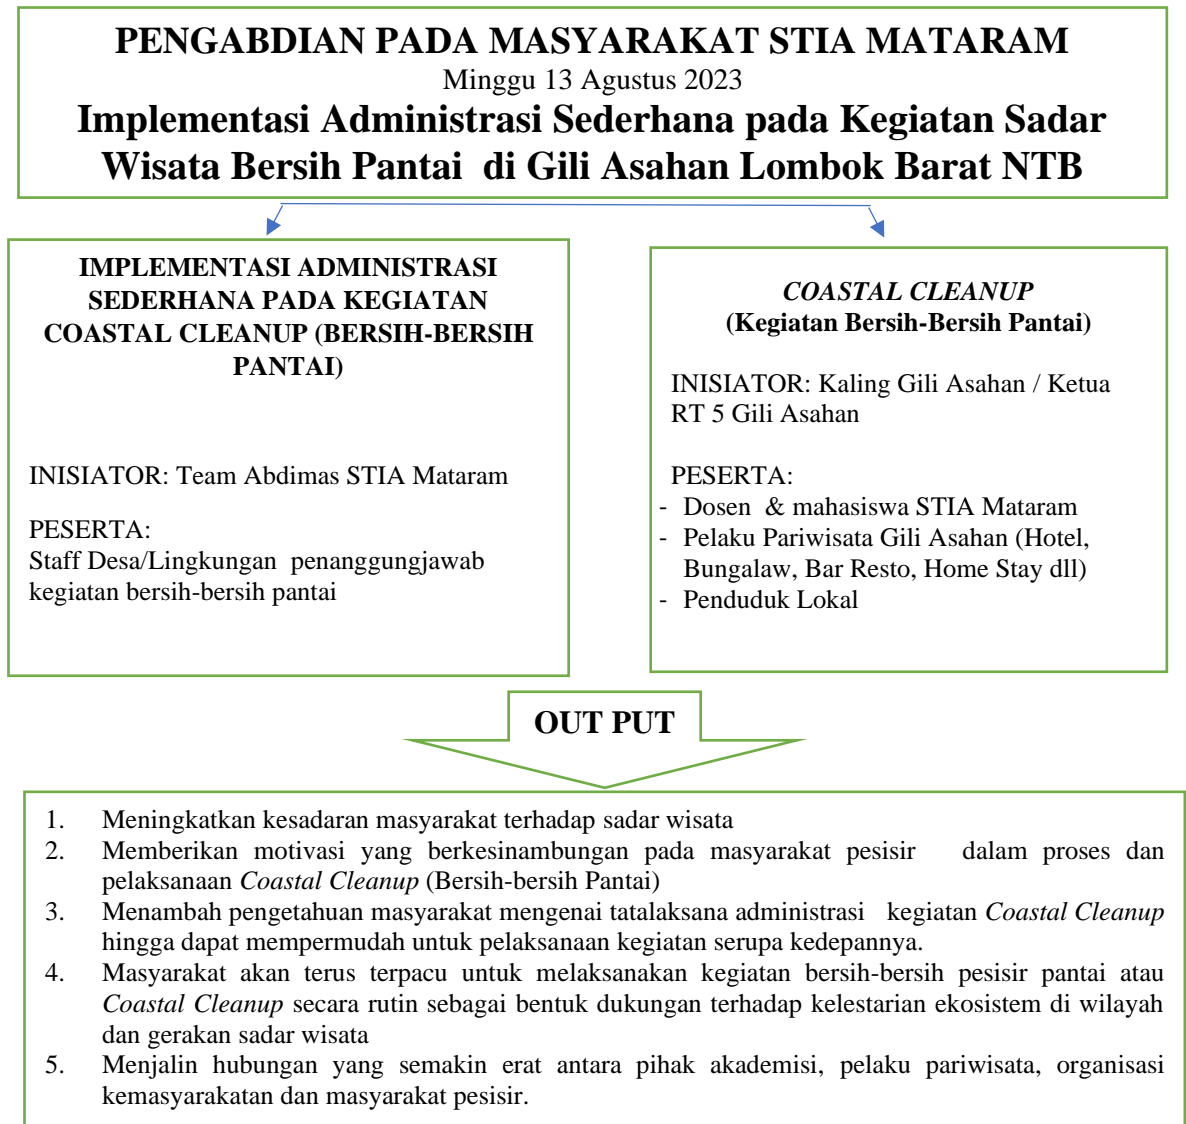 PENGABDIAN PADA MASYARAKAT STIA MATARAM
Minggu 13 Agustus 2023
Implementasi Administrasi Sederhana pada Kegiatan Sadar
Wisata Bersih Pantai di Gili Asahan Lombok Barat NTB
IMPLEMENTASI ADMINISTRASI
SEDERHANA PADA KEGIATAN
COASTAL CLEANUP (BERSIH-BERSIH
PANTAI)
INISIATOR: Team Abdimas STIA Mataram
PESERTA:
Staff Desa/Lingkungan penanggungjawab
kegiatan bersih-bersih pantai
COASTAL CLEANUP
(Kegiatan Bersih-Bersih Pantai)
INISIATOR: Kaling Gili Asahan / Ketua
RT 5 Gili Asahan
PESERTA:
- Dosen & mahasiswa STIA Mataram
- Pelaku Pariwisata Gili Asahan (Hotel,
Bungalaw, Bar Resto, Home Stay dll)
- Penduduk Lokal
OUT PUT
1. Meningkatkan kesadaran masyarakat terhadap sadar wisata
2. Memberikan motivasi yang berkesinambungan pada masyarakat pesisir dalam proses dan
pelaksanaan Coastal Cleanup (Bersih-bersih Pantai)
3. Menambah pengetahuan masyarakat mengenai tatalaksana administrasi kegiatan Coastal Cleanup
hingga dapat mempermudah untuk pelaksanaan kegiatan serupa kedepannya.
4. Masyarakat akan terus terpacu untuk melaksanakan kegiatan bersih-bersih pesisir pantai atau
Coastal Cleanup secara rutin sebagai bentuk dukungan terhadap kelestarian ekosistem di wilayah
dan gerakan sadar wisata
5. Menjalin hubungan yang semakin erat antara pihak akademisi, pelaku pariwisata, organisasi
kemasyarakatan dan masyarakat pesisir.